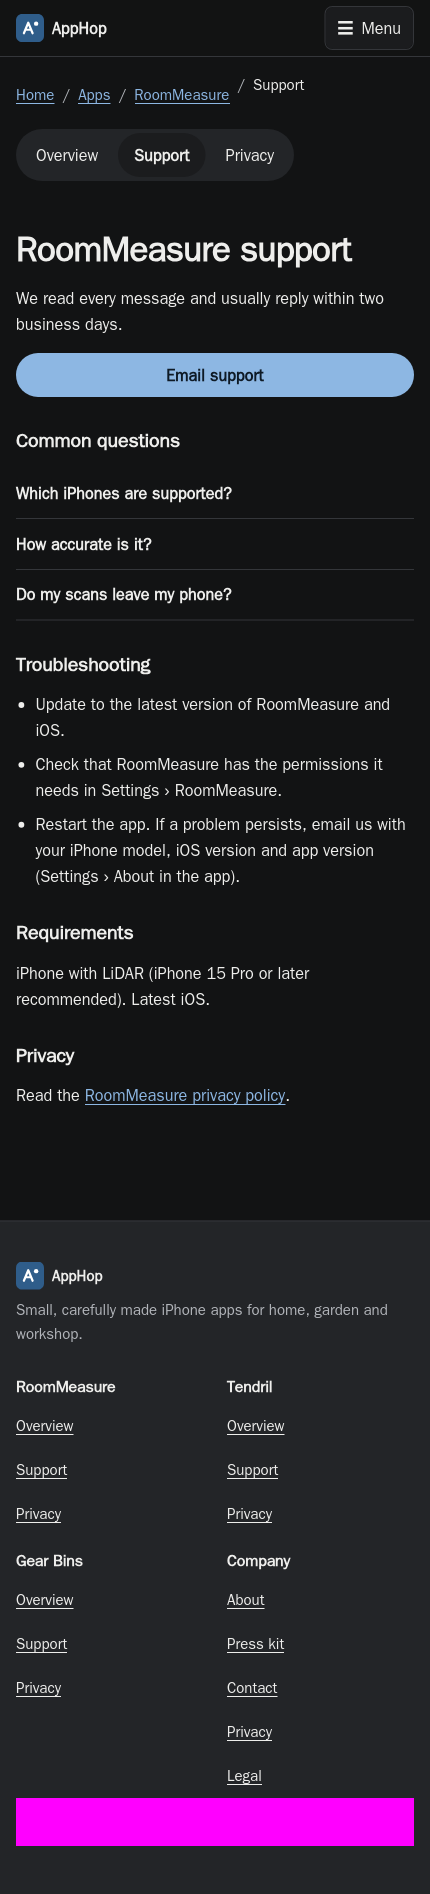 AppHop
☰ Menu
Home / Apps / RoomMeasure / Support
Overview Support Privacy
RoomMeasure support
We read every message and usually reply within two
business days.
Email support
Common questions
Which iPhones are supported?
How accurate is it?
Do my scans leave my phone?
Troubleshooting
• Update to the latest version of RoomMeasure and
iOS.
• Check that RoomMeasure has the permissions it
needs in Settings › RoomMeasure.
• Restart the app. If a problem persists, email us with
your iPhone model, iOS version and app version
(Settings › About in the app).
Requirements
iPhone with LiDAR (iPhone 15 Pro or later
recommended). Latest iOS.
Privacy
Read the RoomMeasure privacy policy.
AppHop
Small, carefully made iPhone apps for home, garden and
workshop.
RoomMeasure
Overview
Support
Privacy
Tendril
Overview
Support
Privacy
Gear Bins
Overview
Support
Privacy
Company
About
Press kit
Contact
Privacy
Legal